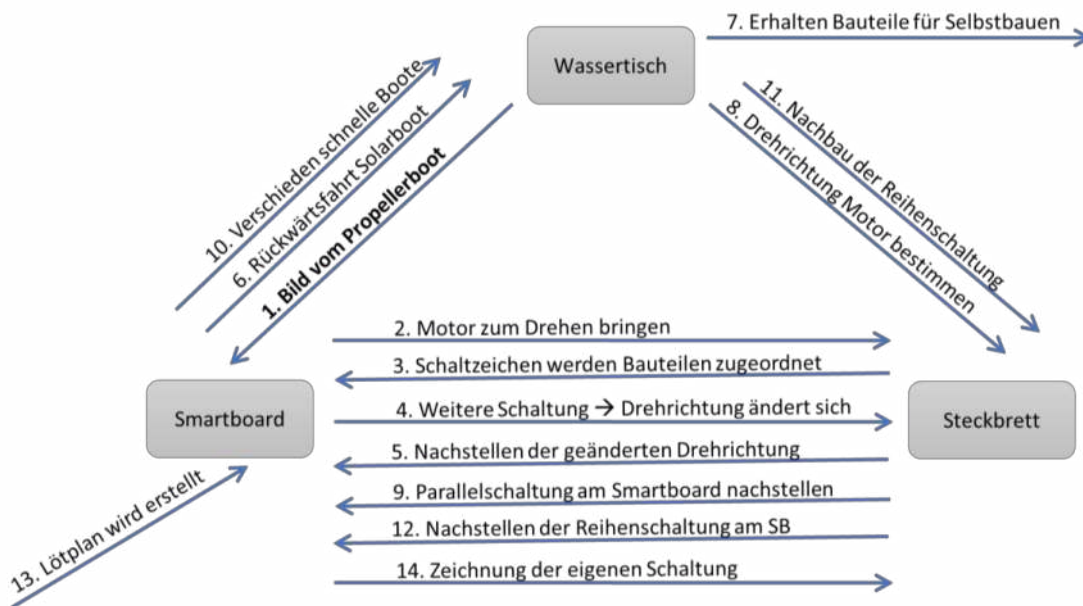 7. Erhalten Bauteile für Selbstbauen
Wassertisch
10. Verschieden schnelle Boote
6. Rückwärtsfahrt Solarboot
1. Bild vom Propellerboot
11. Nachbau der Reihenschaltung
8. Drehrichtung Motor bestimmen
2. Motor zum Drehen bringen
3. Schaltzeichen werden Bauteilen zugeordnet
Smartboard
4. Weitere Schaltung → Drehrichtung ändert sich
Steckbrett
5. Nachstellen der geänderten Drehrichtung
9. Parallelschaltung am Smartboard nachstellen
12. Nachstellen der Reihenschaltung am SB
13. Lötplan wird erstellt
14. Zeichnung der eigenen Schaltung